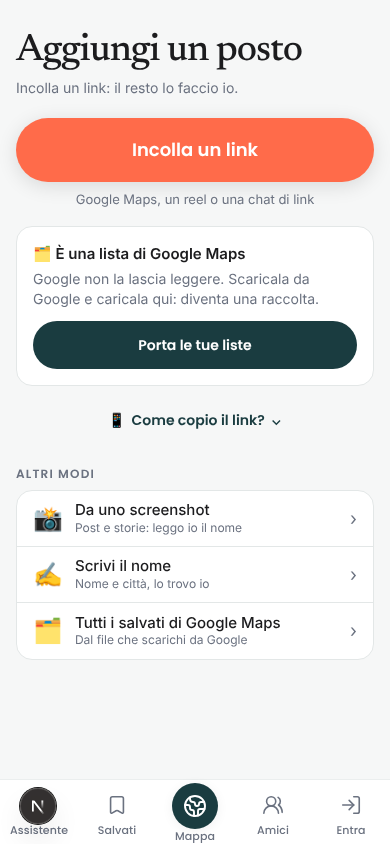 Aggiungi un posto
Incolla un link: il resto lo faccio io.
Incolla un link
Google Maps, un reel o una chat di link
🗂️ È una lista di Google Maps
Google non la lascia leggere. Scaricala da
Google e caricala qui: diventa una raccolta.
Porta le tue liste
📱 Come copio il link?
ALTRI MODI
Da uno screenshot
Post e storie: leggo io il nome
Scrivi il nome
Nome e città, lo trovo io
Tutti i salvati di Google Maps
Dal file che scarichi da Google
N
Assistente
Salvati
Mappa
Amici
Entra